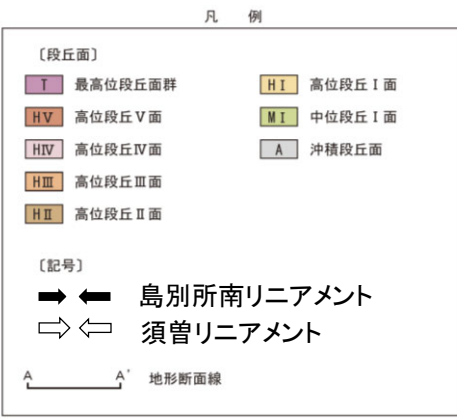 凡 例
〔段丘面〕
T 最高位段丘面群
HⅤ 高位段丘Ⅴ面
HⅣ 高位段丘Ⅳ面
HⅢ 高位段丘Ⅲ面
HⅡ 高位段丘Ⅱ面
HⅠ 高位段丘Ⅰ面
MⅠ 中位段丘Ⅰ面
A 沖積段丘面
〔記号〕
島別所南リニアメント
須曽リニアメント
A A' 地形断面線